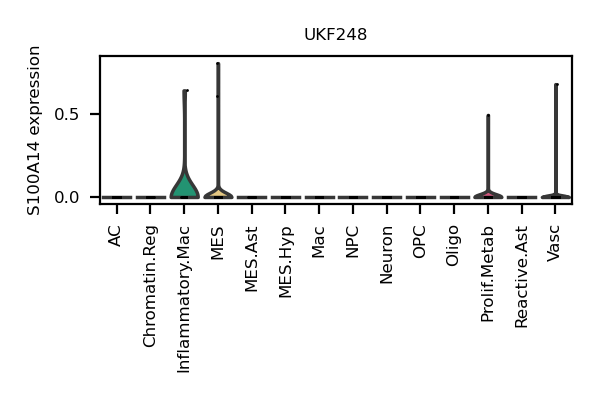 UKF248
S100A14 expression
0.5
0.0
AC
Chromatin.Reg
Inflammatory.Mac
MES
MES.Ast
MES.Hyp
Mac
NPC
Neuron
OPC
Oligo
Prolif.Metab
Reactive.Ast
Vasc